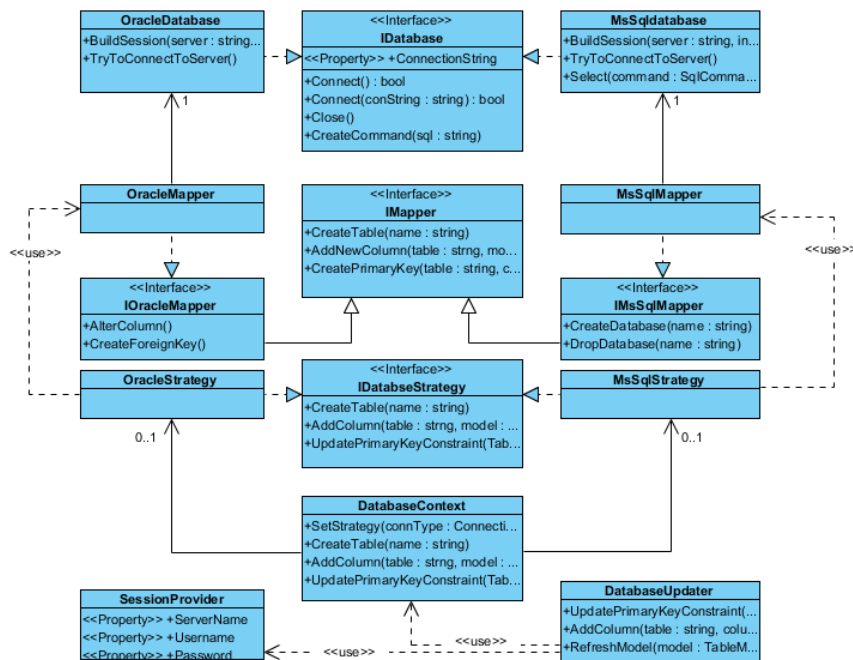 OracleDatabase
+BuildSession(server : string...
+TryToConnectToServer()
<<Interface>>
IDatabase
<<Property>> +ConnectionString
+Connect() : bool
+Connect(conString : string) : bool
+Close()
+CreateCommand(sql : string)
MsSqldatabase
+BuildSession(server : string, in...
+TryToConnectToServer()
+Select(command : SqlComma...
1
1
OracleMapper
<<Interface>>
IMapper
+CreateTable(name : string)
+AddNewColumn(table : strng, mo...
+CreatePrimaryKey(table : string, c...
MsSqlMapper
<<use>>
<<use>>
<<Interface>>
IOracleMapper
+AlterColumn()
+CreateForeignKey()
<<Interface>>
IMsSqlMapper
+CreateDatabase(name : string)
+DropDatabase(name : string)
OracleStrategy
<<Interface>>
IDatabseStrategy
+CreateTable(name : string)
+AddColumn(table : strng, model : ...
+UpdatePrimaryKeyConstraint(Tab...
MsSqlStrategy
0..1
0..1
DatabaseContext
+SetStrategy(connType : Connecti...
+CreateTable(name : string)
+AddColumn(table : strng, model : ...
+UpdatePrimaryKeyConstraint(Tab...
SessionProvider
<<Property>> +ServerName
<<Property>> +Username
<<Property>> +Password
DatabaseUpdater
+UpdatePrimaryKeyConstraint(...
+AddColumn(table : string, colu...
+RefreshModel(model : TableM...
<<use>>
<<use>>